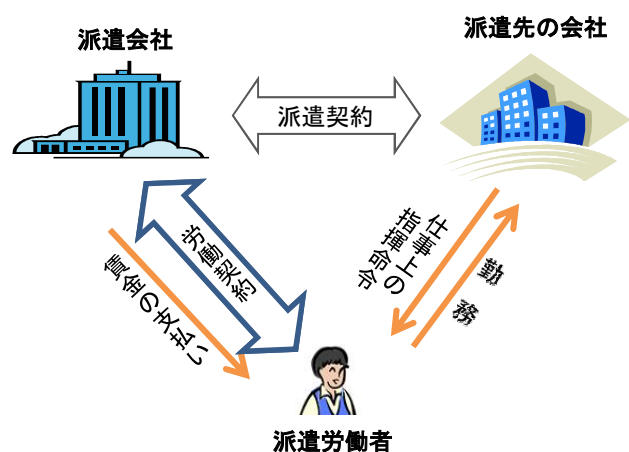 派遣会社
派遣先の会社
派遣契約
労働契約
賃金の支払い
仕事上の
指揮命令
勤務
派遣労働者